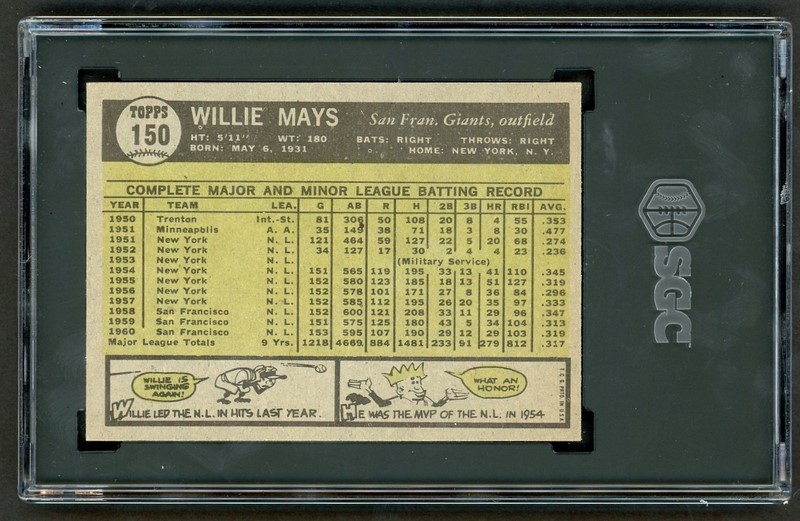 TOPPS
150
WILLIE MAYS San Fran. Giants, outfield
HT: 5'11" WT: 180 BATS: RIGHT THROWS: RIGHT
BORN: MAY 6, 1931 HOME: NEW YORK, N. Y.
COMPLETE MAJOR AND MINOR LEAGUE BATTING RECORD
YEAR TEAM LEA. G AB R H 2B 3B HR RBI AVG.
1950 Trenton Int.-St. 81 306 50 108 20 8 4 55 .353
1951 Minneapolis A. A. 35 149 38 71 18 3 8 30 .477
1951 New York N. L. 121 464 59 127 22 5 20 68 .274
1952 New York N. L. 34 127 17 30 2 4 4 23 .236
1953 New York N. L. (Military Service)
1954 New York N. L. 151 565 119 195 33 13 41 110 .345
1955 New York N. L. 152 580 123 185 18 13 51 127 .319
1956 New York N. L. 152 578 101 171 27 8 36 84 .296
1957 New York N. L. 152 585 112 195 26 20 35 97 .333
1958 San Francisco N. L. 152 600 121 208 33 11 29 96 .347
1959 San Francisco N. L. 151 575 125 180 43 5 34 104 .313
1960 San Francisco N. L. 153 595 107 190 29 12 29 103 .319
Major League Totals 9 Yrs. 1218 4669 884 1481 233 91 279 812 .317
WILLIE IS
SWINGING
AGAIN!
WILLIE LED THE N.L. IN HITS LAST YEAR.
WHAT AN
HONOR!
HE WAS THE MVP OF THE N.L. IN 1954
T. C. G. PRTD. IN U.S.A.
SGC